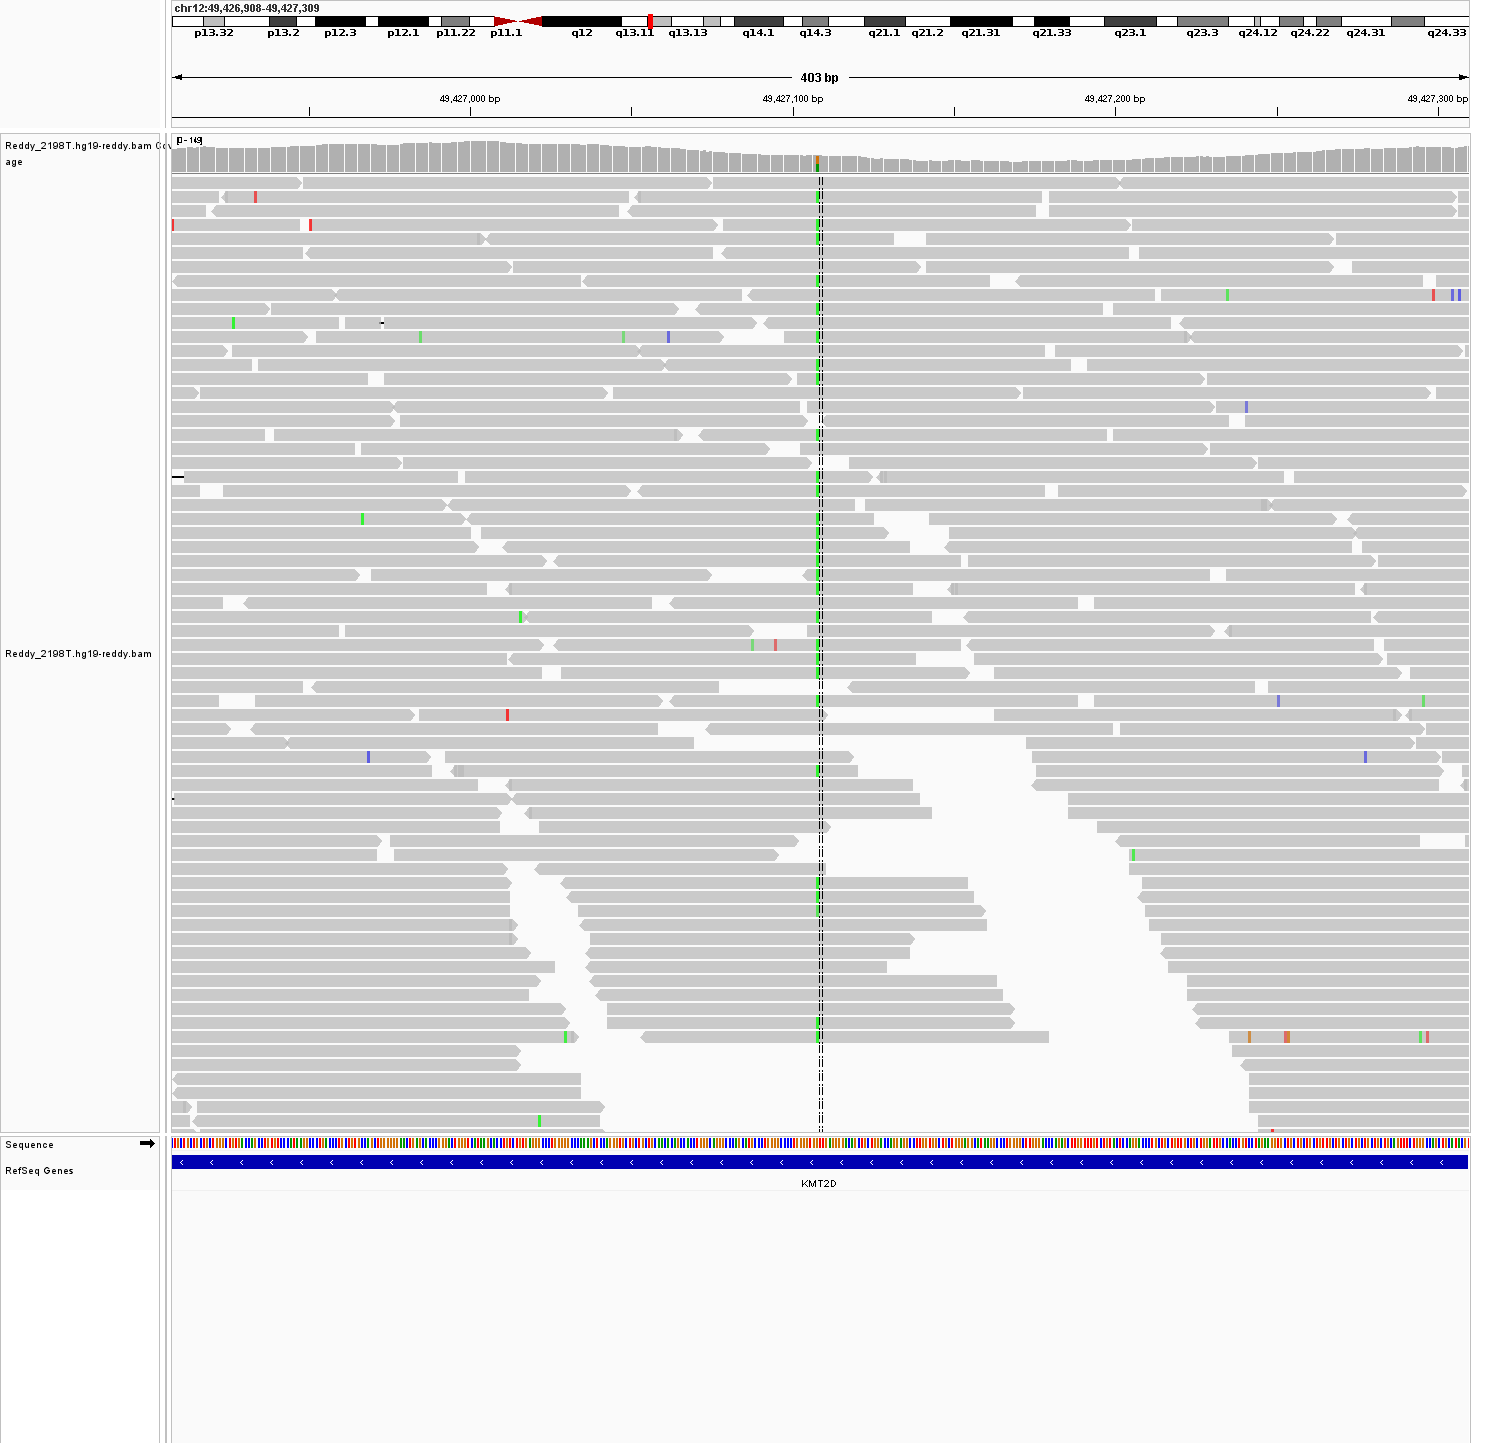 chr12:49,426,908-49,427,309
p13.32 p13.2 p12.3 p12.1 p11.22 p11.1 q12 q13.11 q13.13 q14.1 q14.3 q21.1 q21.2 q21.31 q21.33 q23.1 q23.3 q24.12 q24.22 q24.31 q24.33
403 bp
49,427,000 bp 49,427,100 bp 49,427,200 bp 49,427,300 bp
[0 - 149]
Reddy_2198T.hg19-reddy.bam Cov
age
Reddy_2198T.hg19-reddy.bam
Sequence
RefSeq Genes
KMT2D